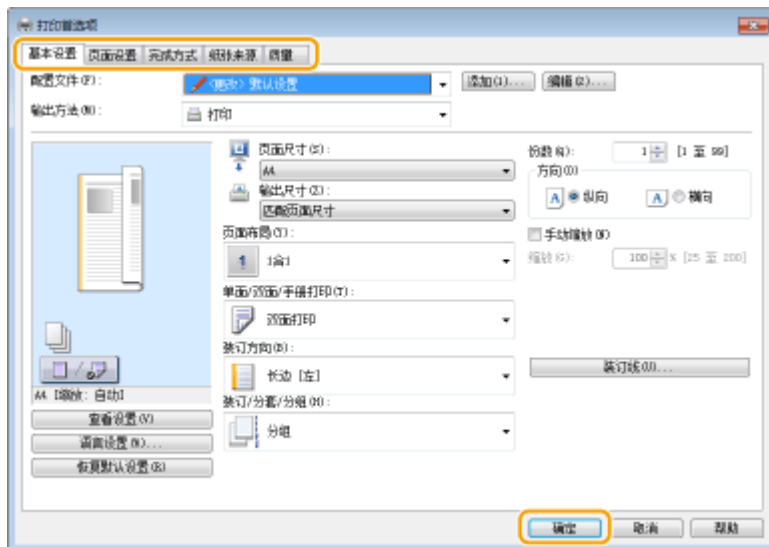 打印首选项
基本设置 页面设置 完成方式 纸张来源 质量
配置文件(F): <更改> 默认设置 添加(1)... 编辑(2)...
输出方法(M): 打印
页面尺寸(S): 份数(Q): 1 [1 至 99]
A4 方向(O)
输出尺寸(Z): A 纵向 A 横向
匹配页面尺寸
页面布局(Y): 手动缩放(W)
1 1合1 缩放(G): 100 % [25 至 200]
单面/双面/手册打印(T):
双面打印
装订方向(B):
长边 [左] 装订线(U)...
A4 [缩放: 自动]
装订/分套/分组(H):
查看设置(V) 分组
语言设置(N)...
恢复默认设置(R)
确定 取消 帮助